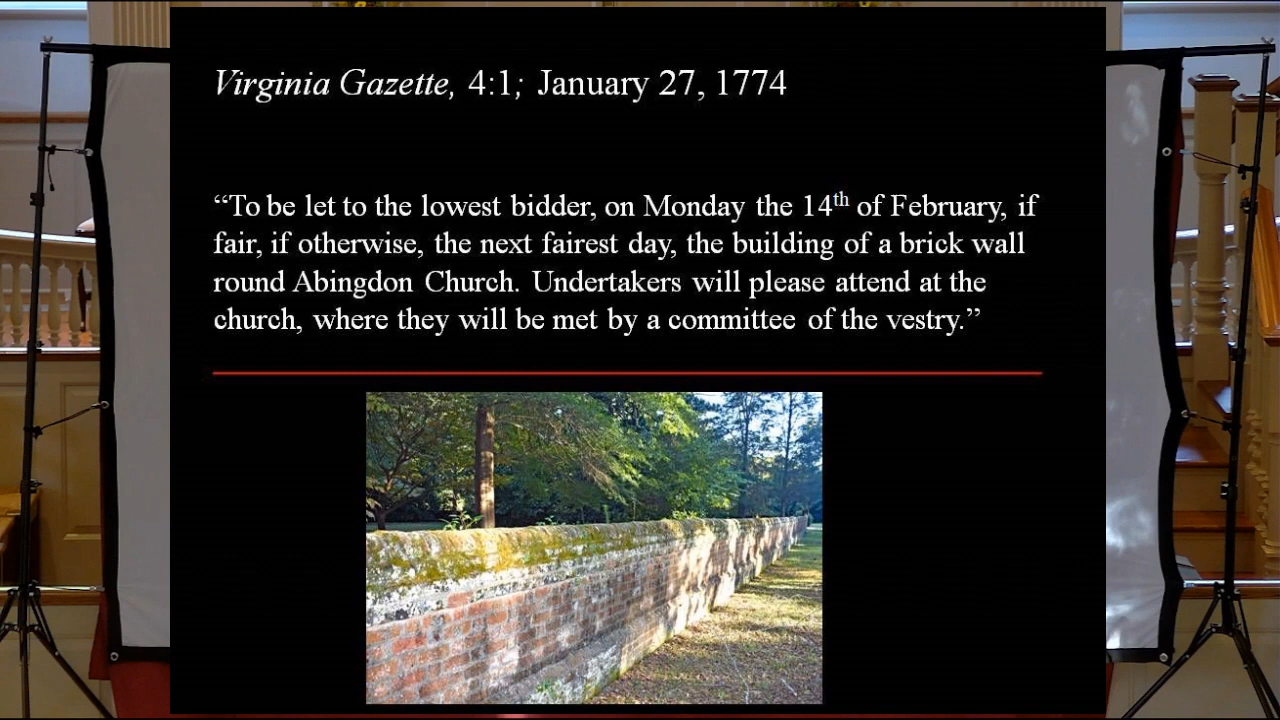 Virginia Gazette, 4:1; January 27, 1774
“To be let to the lowest bidder, on Monday the 14th of February, if
fair, if otherwise, the next fairest day, the building of a brick wall
round Abingdon Church. Undertakers will please attend at the
church, where they will be met by a committee of the vestry.”